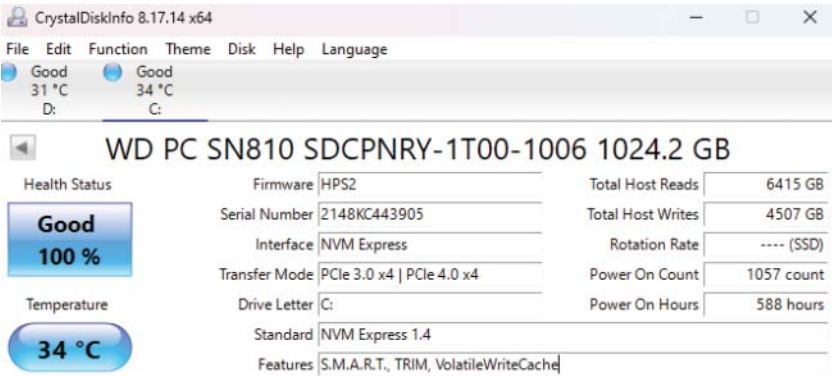 CrystalDiskInfo 8.17.14 x64
File Edit Function Theme Disk Help Language
Good Good
31 °C 34 °C
D: C:
WD PC SN810 SDCPNRY-1T00-1006 1024.2 GB
Health Status
Good
100 %
Temperature
34 °C
Firmware HPS2
Serial Number 2148KC443905
Interface NVM Express
Transfer Mode PCIe 3.0 x4 | PCIe 4.0 x4
Drive Letter C:
Standard NVM Express 1.4
Features S.M.A.R.T., TRIM, VolatileWriteCache
Total Host Reads 6415 GB
Total Host Writes 4507 GB
Rotation Rate ---- (SSD)
Power On Count 1057 count
Power On Hours 588 hours